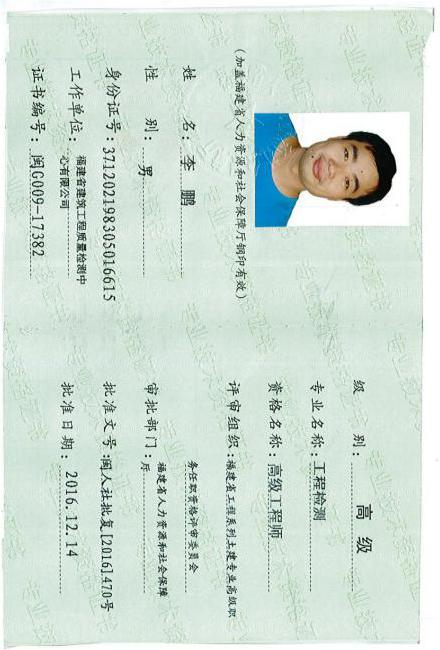 （加盖福建省人力资源和社会保障厅钢印有效）
姓 名：李 鹏
性 别：男
身份证号：371202198305016615
工作单位：福建省建筑工程质量检测中
心有限公司
证书编号：闽G009-17382
级 别：高 级
专业名称：工程检测
资格名称：高级工程师
评审组织：福建省工程系列土建专业高级职
务任职资格评审委员会
审批部门：福建省人力资源和社会保障
厅
批准文号：闽人社批复[2016]470号
批准日期：2016.12.14